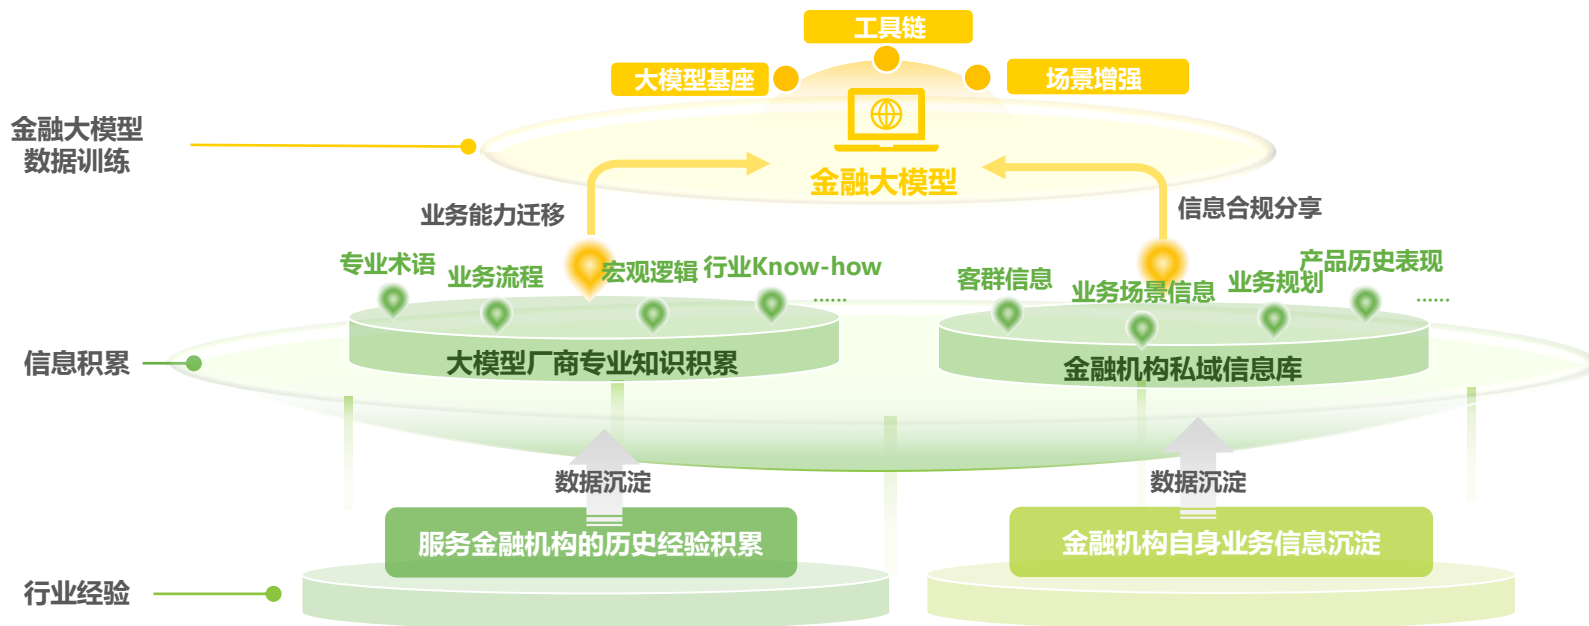 工具链
大模型基座
场景增强
金融大模型
数据训练
金融大模型
业务能力迁移
信息合规分享
专业术语
业务流程
宏观逻辑
行业Know-how
......
客群信息
业务场景信息
业务规划
产品历史表现
......
信息积累
大模型厂商专业知识积累
金融机构私域信息库
数据沉淀
数据沉淀
服务金融机构的历史经验积累
金融机构自身业务信息沉淀
行业经验